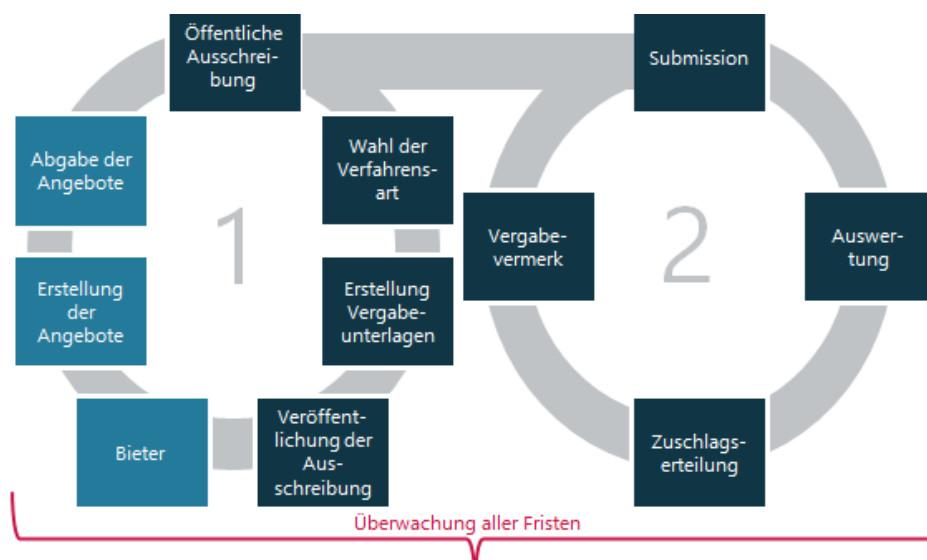 Öffentliche
Ausschrei-
bung
Wahl der
Verfahrens-
art
Erstellung
Vergabe-
unterlagen
Veröffent-
lichung der
Aus-
schreibung
Bieter
Erstellung
der
Angebote
Abgabe der
Angebote
1
Submission
Auswer-
tung
Zuschlags-
erteilung
Vergabe-
vermerk
2
Überwachung aller Fristen